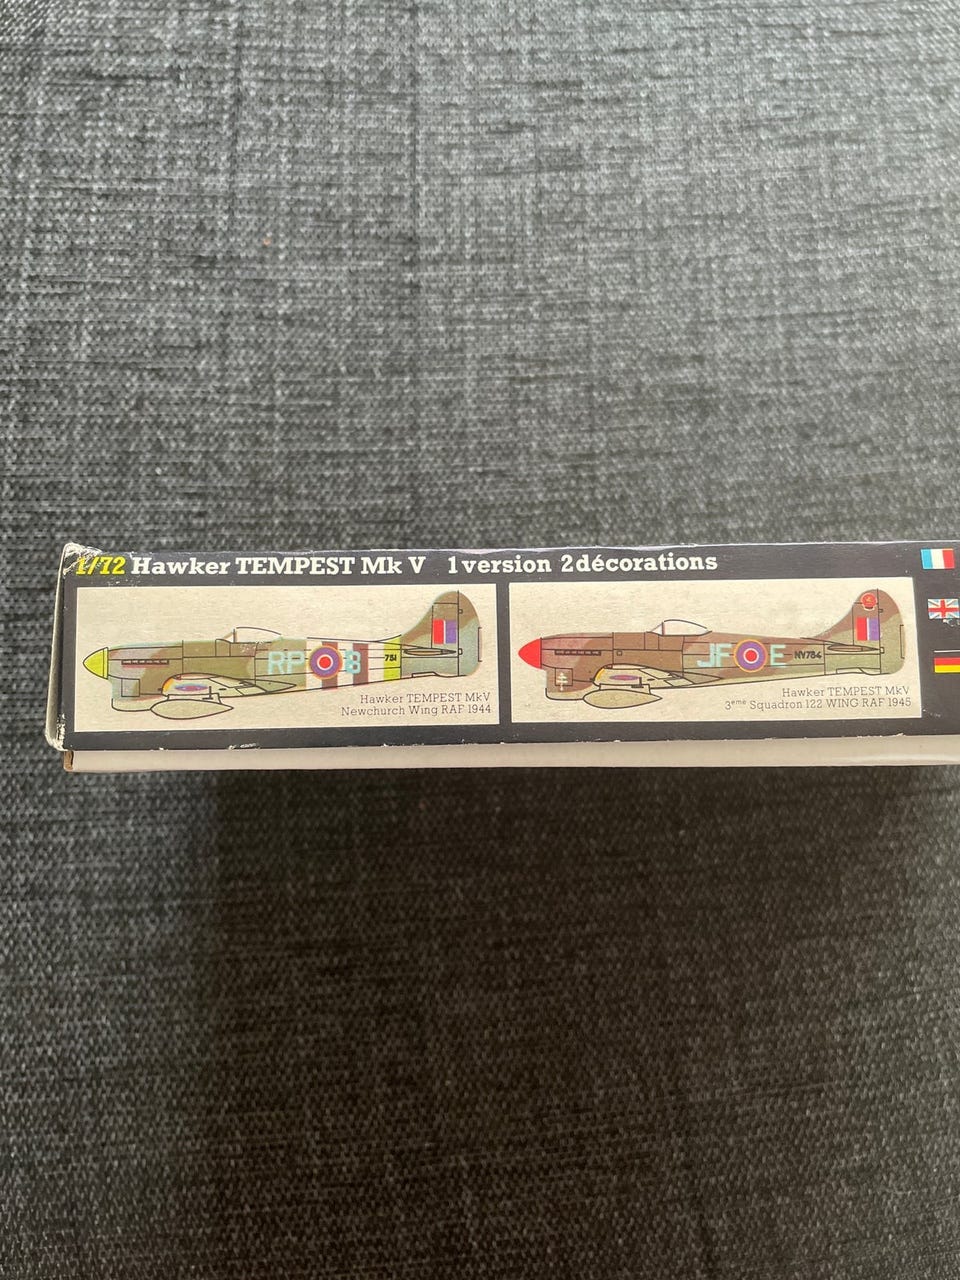 1/72 Hawker TEMPEST Mk V 1 version 2 décorations
RP B
751
Hawker TEMPEST MkV
Newchurch Wing RAF 1944
JF E
NV784
Hawker TEMPEST MkV
3ème Squadron 122 WING RAF 1945